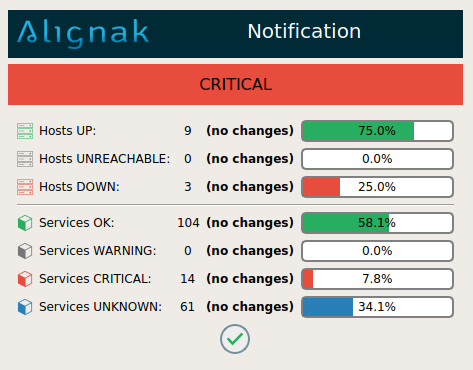 Alignak Notification
CRITICAL
Hosts UP: 9 (no changes) 75.0%
Hosts UNREACHABLE: 0 (no changes) 0.0%
Hosts DOWN: 3 (no changes) 25.0%
Services OK: 104 (no changes) 58.1%
Services WARNING: 0 (no changes) 0.0%
Services CRITICAL: 14 (no changes) 7.8%
Services UNKNOWN: 61 (no changes) 34.1%